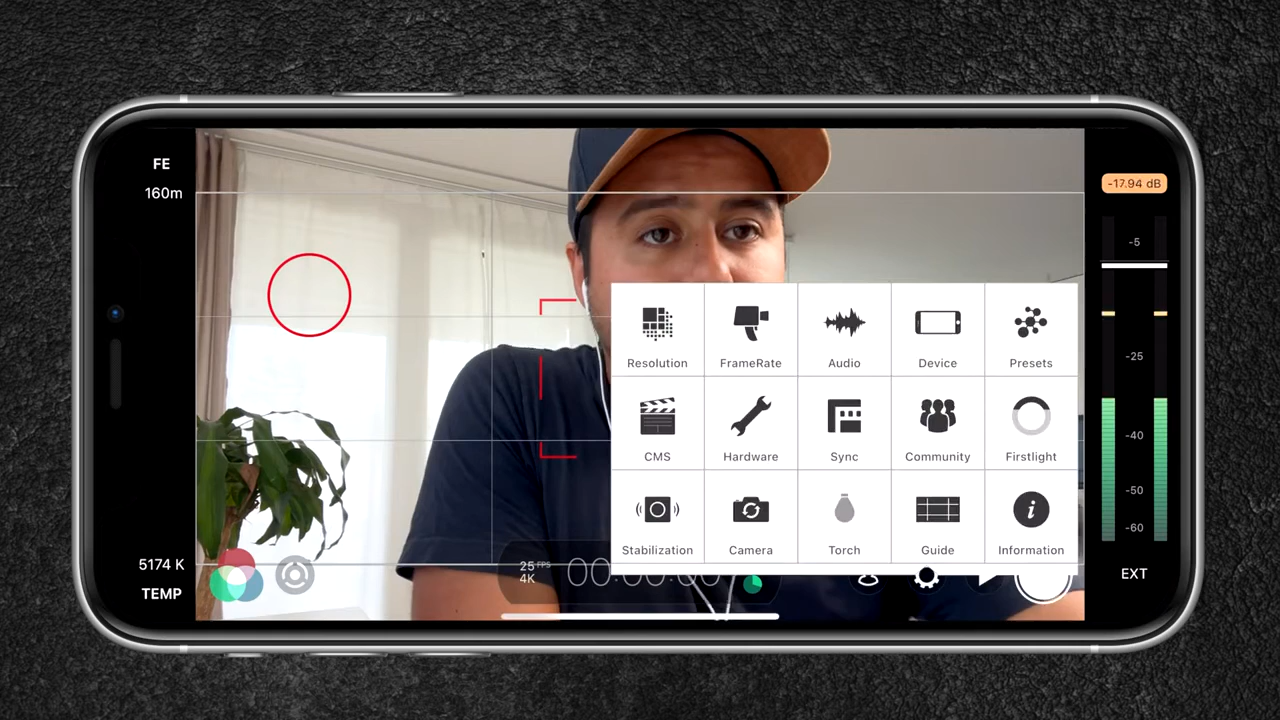 FE
160m
5174 K
TEMP
Resolution
FrameRate
Audio
Device
Presets
CMS
Hardware
Sync
Community
Firstlight
Stabilization
Camera
Torch
Guide
Information
25 FPS
4K
-17.94 dB
-5
-25
-40
-50
-60
EXT